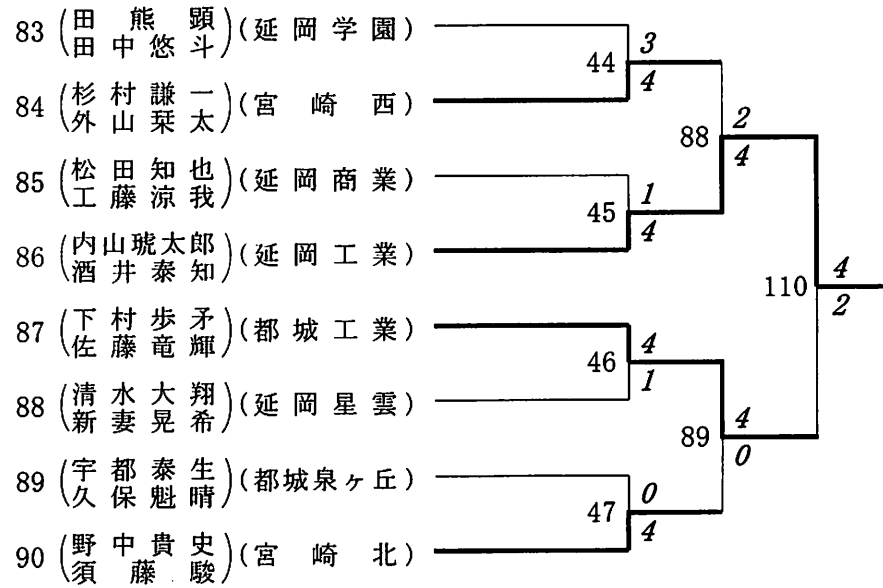 83 (田熊顕 田中悠斗) (延岡学園)
84 (杉村謙一 外山栞太) (宮崎西)
85 (松田知也 工藤涼我) (延岡商業)
86 (内山琥太郎 酒井泰知) (延岡工業)
87 (下村歩矛 佐藤竜輝) (都城工業)
88 (清水大翔 新妻晃希) (延岡星雲)
89 (宇都泰生 久保魁晴) (都城泉ヶ丘)
90 (野中貴史 須藤駿) (宮崎北)
44 3 4
45 1 4
46 4 1
47 0 4
88 2 4
89 4 0
110 4 2